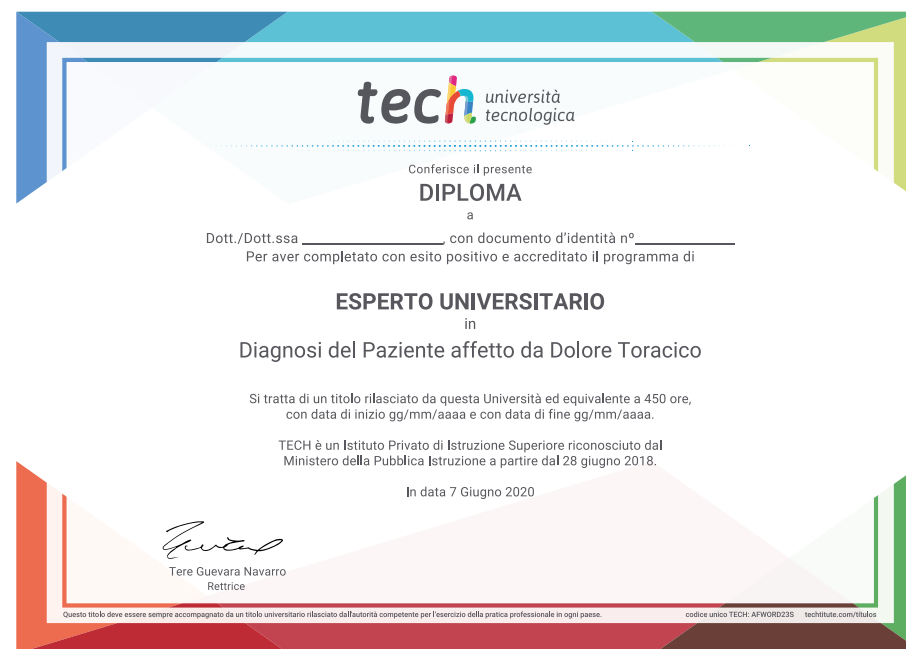 tech università
tecnologica
Conferisce il presente
DIPLOMA
a
Dott./Dott.ssa ____________________, con documento d'identità nº______________
Per aver completato con esito positivo e accreditato il programma di
ESPERTO UNIVERSITARIO
in
Diagnosi del Paziente affetto da Dolore Toracico
Si tratta di un titolo rilasciato da questa Università ed equivalente a 450 ore,
con data di inizio gg/mm/aaaa e con data di fine gg/mm/aaaa.
TECH è un Istituto Privato di Istruzione Superiore riconosciuto dal
Ministero della Pubblica Istruzione a partire dal 28 giugno 2018.
In data 7 Giugno 2020
Tere Guevara Navarro
Rettrice
Questo titolo deve essere sempre accompagnato da un titolo universitario rilasciato dall'autorità competente per l'esercizio della pratica professionale in ogni paese. codice unico TECH: AFWORD23S techtitute.com/titulos